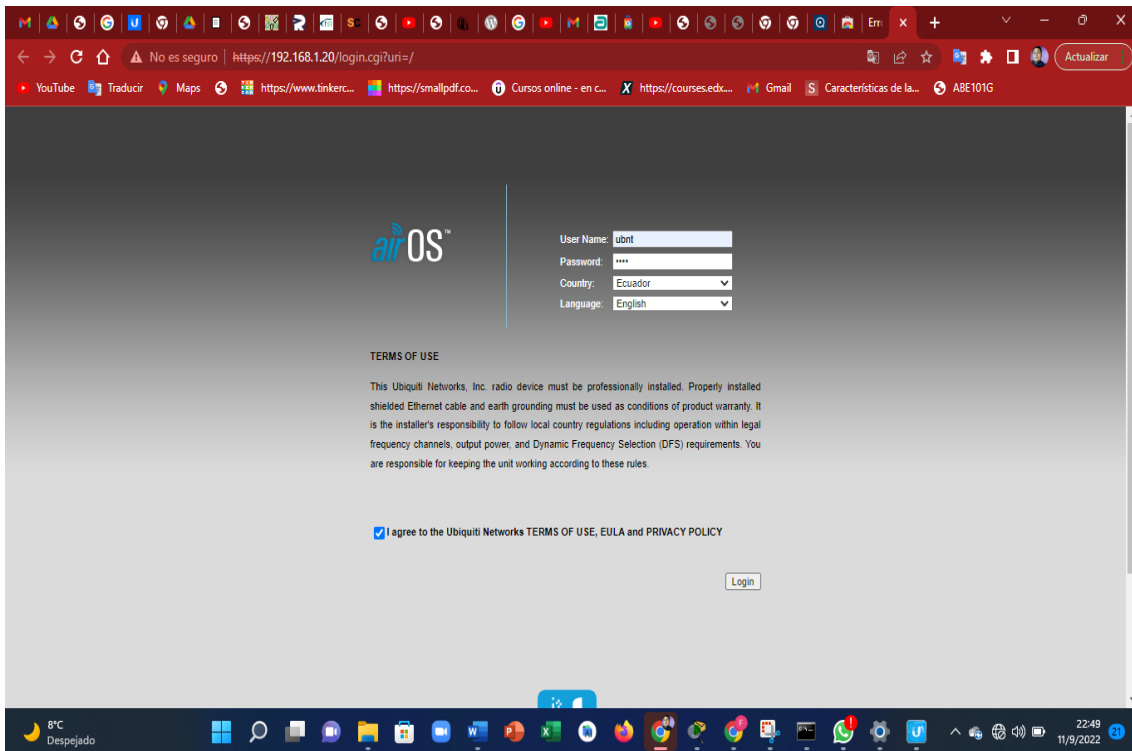 Err
No es seguro https://192.168.1.20/login.cgi?uri=/
Actualizar
YouTube Traducir Maps https://www.tinkerc... https://smallpdf.co... Cursos online - en c... https://courses.edx.... Gmail Características de la... ABE101G
airOS™
User Name: ubnt
Password: ••••
Country: Ecuador
Language: English
TERMS OF USE
This Ubiquiti Networks, Inc. radio device must be professionally installed. Properly installed
shielded Ethernet cable and earth grounding must be used as conditions of product warranty. It
is the installer's responsibility to follow local country regulations including operation within legal
frequency channels, output power, and Dynamic Frequency Selection (DFS) requirements. You
are responsible for keeping the unit working according to these rules.
I agree to the Ubiquiti Networks TERMS OF USE, EULA and PRIVACY POLICY
Login
8°C
Despejado
22:49
11/9/2022
21